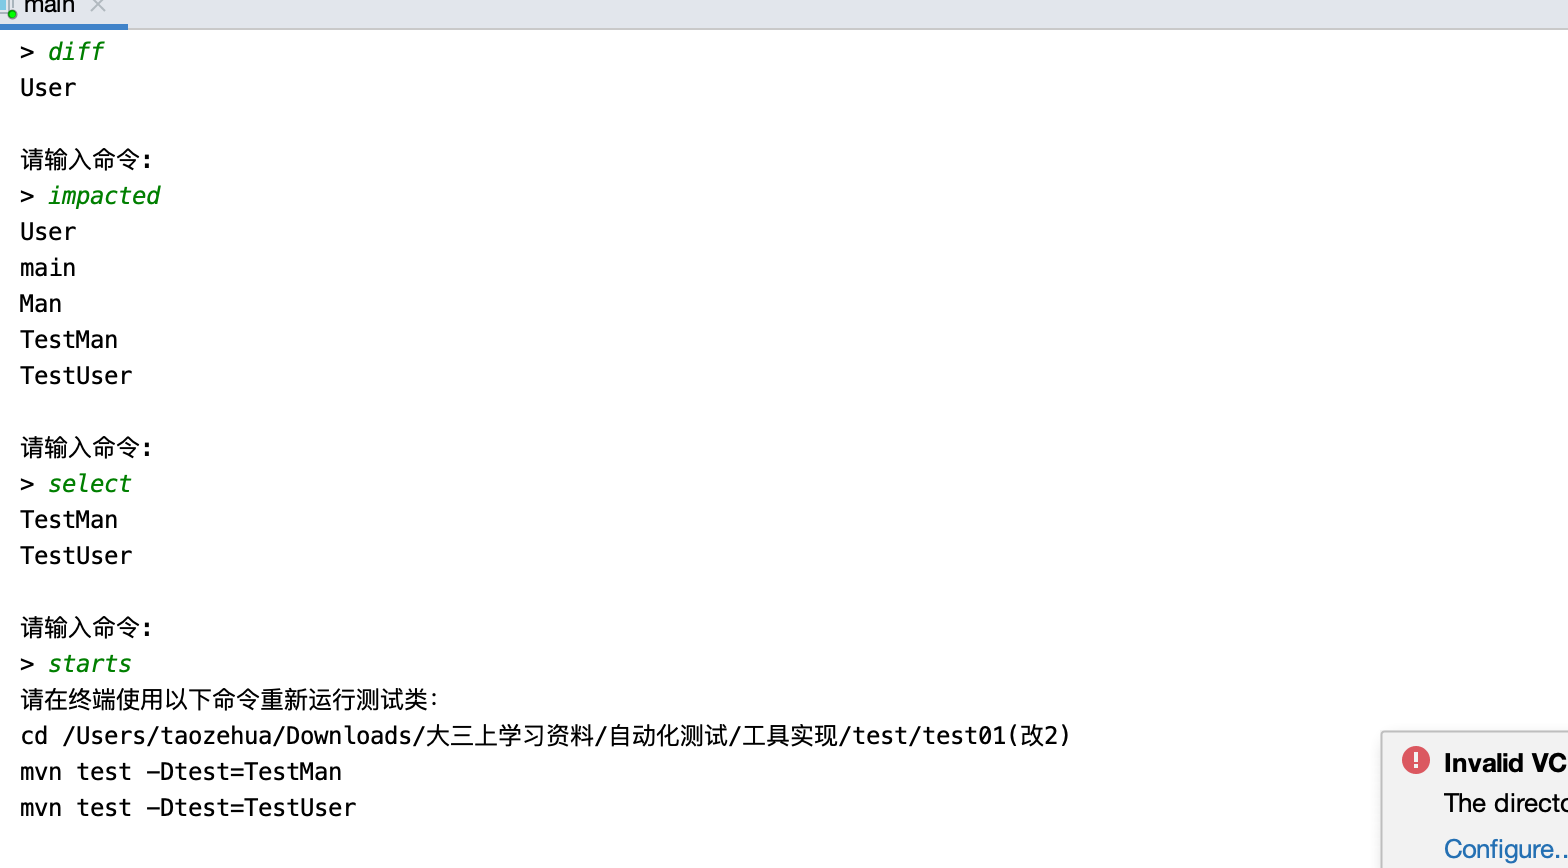 main
> diff
User
请输入命令:
> impacted
User
main
Man
TestMan
TestUser
请输入命令:
> select
TestMan
TestUser
请输入命令:
> starts
请在终端使用以下命令重新运行测试类：
cd /Users/taozehua/Downloads/大三上学习资料/自动化测试/工具实现/test/test01(改2)
mvn test -Dtest=TestMan
mvn test -Dtest=TestUser
Invalid VC
The directo
Configure..